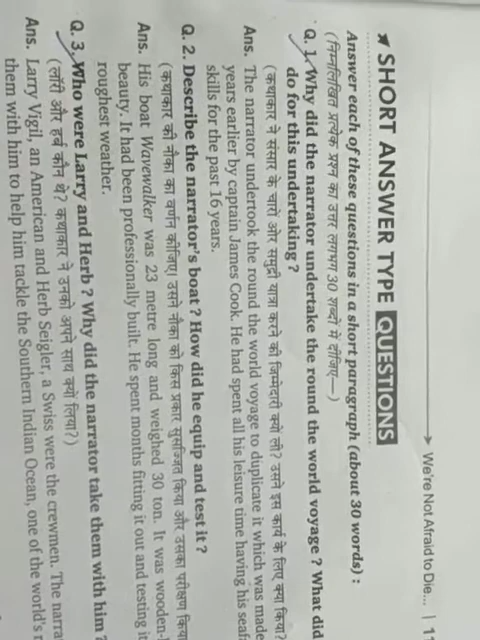 We're Not Afraid to Die...
SHORT ANSWER TYPE QUESTIONS
Answer each of these questions in a short paragraph (about 30 words) :
(निम्नलिखित प्रत्येक प्रश्न का उत्तर लगभग 30 शब्दों में दीजिए—)
Q. 1. Why did the narrator undertake the round the world voyage ? What did
do for this undertaking ?
(कथाकार ने संसार के चारों ओर समुद्री यात्रा करने की जिम्मेदारी क्यों ली? उसने इस कार्य के लिए क्या किया?
Ans. The narrator undertook the round the world voyage to duplicate it which was made
years earlier by captain James Cook. He had spent all his leisure time having his
skills for the past 16 years.
Q. 2. Describe the narrator's boat ? How did he equip and test it ?
(कथाकार की नौका का वर्णन कीजिए। उसने नौका को किस प्रकार सुसज्जित किया और उसका परीक्षण
Ans. His boat Wavewalker was 23 metre long and weighed 30 ton. It was
beauty. It had been professionally built. He spent months fitting it out and testing
roughest weather.
Q. 3. Who were Larry and Herb ? Why did the narrator take them with him ?
(लॉरी और हर्ब कौन थे? कथाकार ने उनको अपने साथ क्यों लिया?)
Ans. Larry Vigil, an American and Herb Seigler, a Swiss were the crewmen. The
them with him to help him tackle the Southern Indian Ocean, one of the world's